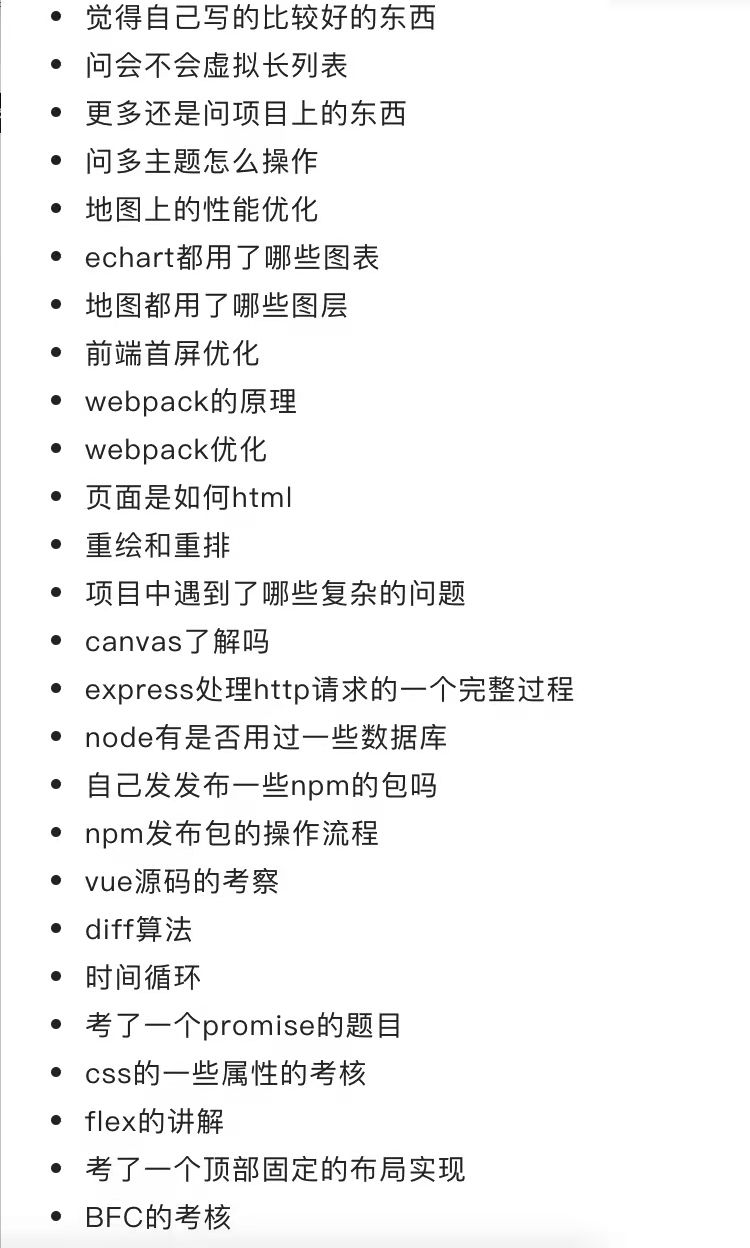 觉得自己写的比较好的东西
问会不会虚拟长列表
更多还是问项目上的东西
问多主题怎么操作
地图上的性能优化
echart都用了哪些图表
地图都用了哪些图层
前端首屏优化
webpack的原理
webpack优化
页面是如何html
重绘和重排
项目中遇到了哪些复杂的问题
canvas了解吗
express处理http请求的一个完整过程
node有是否用过一些数据库
自己发发布一些npm的包吗
npm发布包的操作流程
vue源码的考察
diff算法
时间循环
考了一个promise的题目
css的一些属性的考核
flex的讲解
考了一个顶部固定的布局实现
BFC的考核